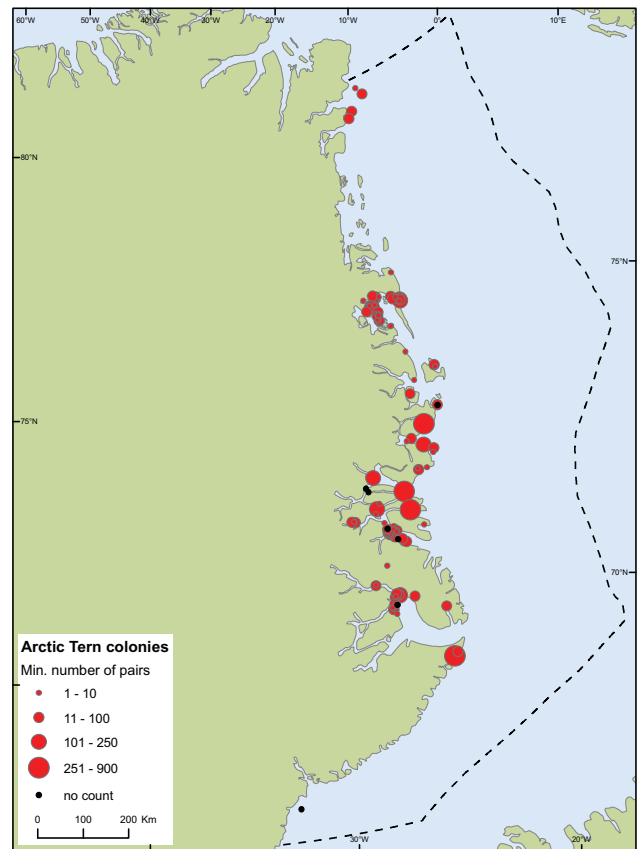 60°W 50°W 40°W 30°W 20°W 10°W 0° 10°E
80°N
75°N
75°N
70°N
Arctic Tern colonies
Min. number of pairs
1 - 10
11 - 100
101 - 250
251 - 900
no count
0 100 200 Km
40°W
30°W
20°W